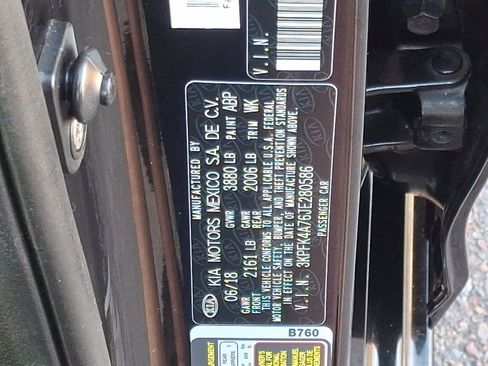 MANUFACTURED BY
KIA KIA MOTORS MEXICO S.A. DE C.V.
06/18 GVWR 3880 LB PAINT ABP
GAWR FRONT 2161 LB GAWR REAR 2006 LB TRIM WK
THIS VEHICLE CONFORMS TO ALL APPLICABLE U.S.A. FEDERAL
MOTOR VEHICLE SAFETY, BUMPER, AND THEFT PREVENTION STANDARDS
IN EFFECT ON THE DATE OF MANUFACTURE SHOWN ABOVE.
V.I.N.: 3KPFK4A76JE280586
PASSENGER CAR
V.I.N.
B760